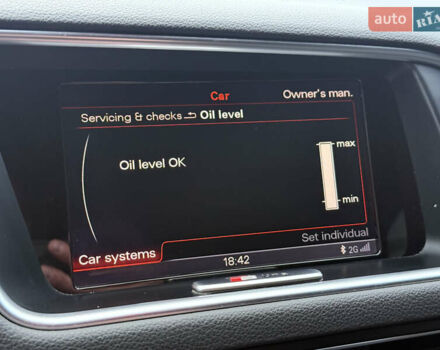 auto RIA
Car
Owner's man.
Servicing & checks Oil level
Oil level OK
max
min
Set individual
Car systems
18:42
2G